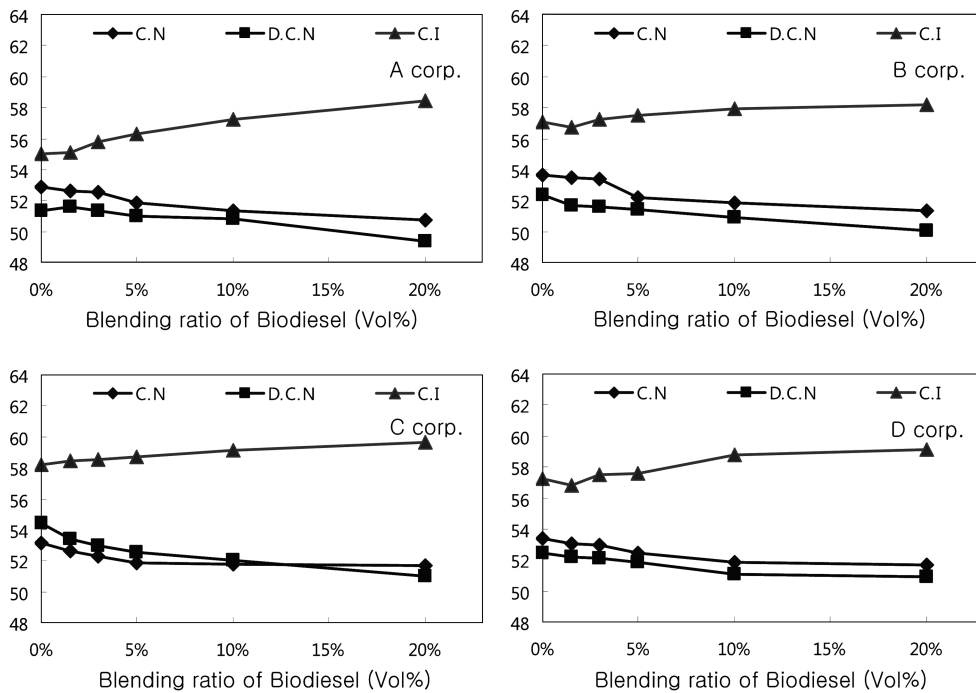 64
62
60
58
56
54
52
50
48
C.N D.C.N C.I
A corp.
0% 5% 10% 15% 20%
Blending ratio of Biodiesel (Vol%)
64
62
60
58
56
54
52
50
48
C.N D.C.N C.I
B corp.
0% 5% 10% 15% 20%
Blending ratio of Biodiesel (Vol%)
64
62
60
58
56
54
52
50
48
C.N D.C.N C.I
C corp.
0% 5% 10% 15% 20%
Blending ratio of Biodiesel (Vol%)
64
62
60
58
56
54
52
50
48
C.N D.C.N C.I
D corp.
0% 5% 10% 15% 20%
Blending ratio of Biodiesel (Vol%)